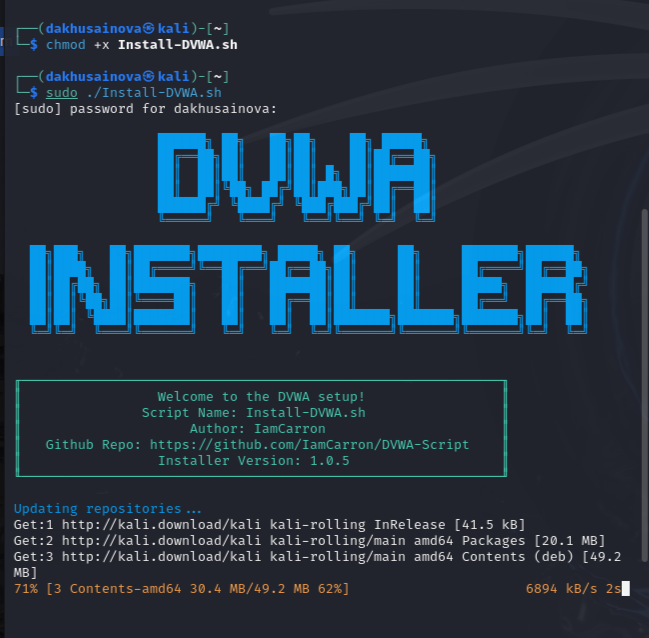 ┌──(dakhusainova㉿kali)-[~]
└─$ chmod +x Install-DVWA.sh
┌──(dakhusainova㉿kali)-[~]
└─$ sudo ./Install-DVWA.sh
[sudo] password for dakhusainova:
DVWA
INSTALLER
Welcome to the DVWA setup!
Script Name: Install-DVWA.sh
Author: IamCarron
Github Repo: https://github.com/IamCarron/DVWA-Script
Installer Version: 1.0.5
Updating repositories...
Get:1 http://kali.download/kali kali-rolling InRelease [41.5 kB]
Get:2 http://kali.download/kali kali-rolling/main amd64 Packages [20.1 MB]
Get:3 http://kali.download/kali kali-rolling/main amd64 Contents (deb) [49.2
MB]
71% [3 Contents-amd64 30.4 MB/49.2 MB 62%] 6894 kB/s 2s